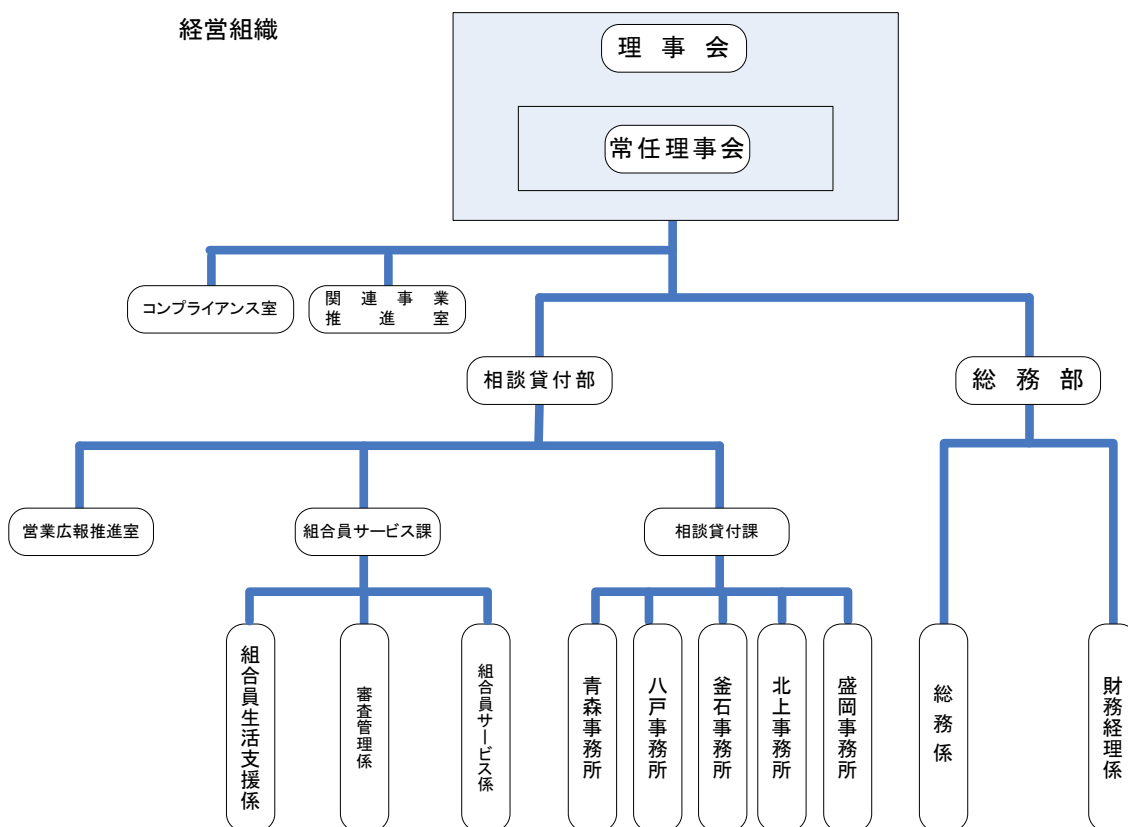 経営組織
理事会
常任理事会
コンプライアンス室
関連事業
推進室
相談貸付部
総務部
営業広報推進室
組合員サービス課
相談貸付課
組合員生活支援係
審査管理係
組合員サービス係
青森事務所
八戸事務所
釜石事務所
北上事務所
盛岡事務所
総務係
財務経理係